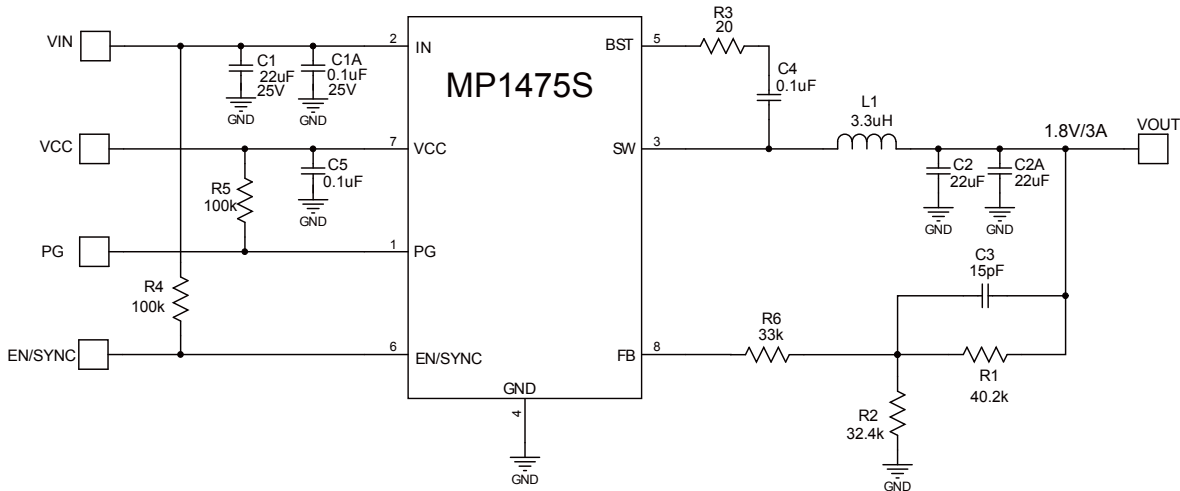 VIN
2
IN
C1
22uF
25V
GND
C1A
0.1uF
25V
GND
MP1475S
BST
5
R3
20
C4
0.1uF
VCC
7
VCC
C5
0.1uF
GND
R5
100k
SW
3
L1
3.3uH
1.8V/3A
VOUT
C2
22uF
GND
C2A
22uF
GND
PG
1
PG
R4
100k
C3
15pF
EN/SYNC
6
EN/SYNC
FB
8
R6
33k
R1
40.2k
R2
32.4k
GND
GND
4
GND